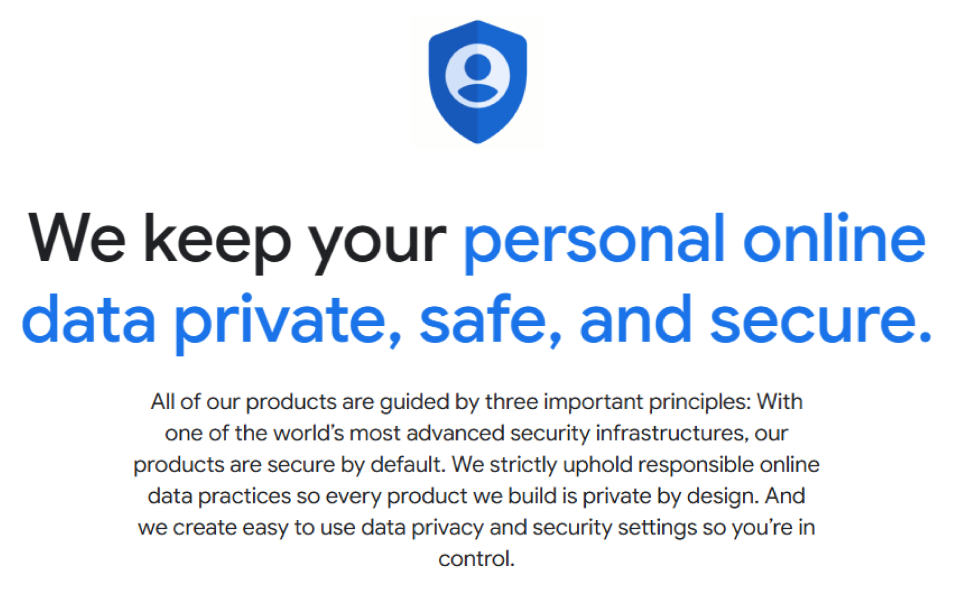 We keep your personal online
data private, safe, and secure.
All of our products are guided by three important principles: With
one of the world’s most advanced security infrastructures, our
products are secure by default. We strictly uphold responsible online
data practices so every product we build is private by design. And
we create easy to use data privacy and security settings so you’re in
control.